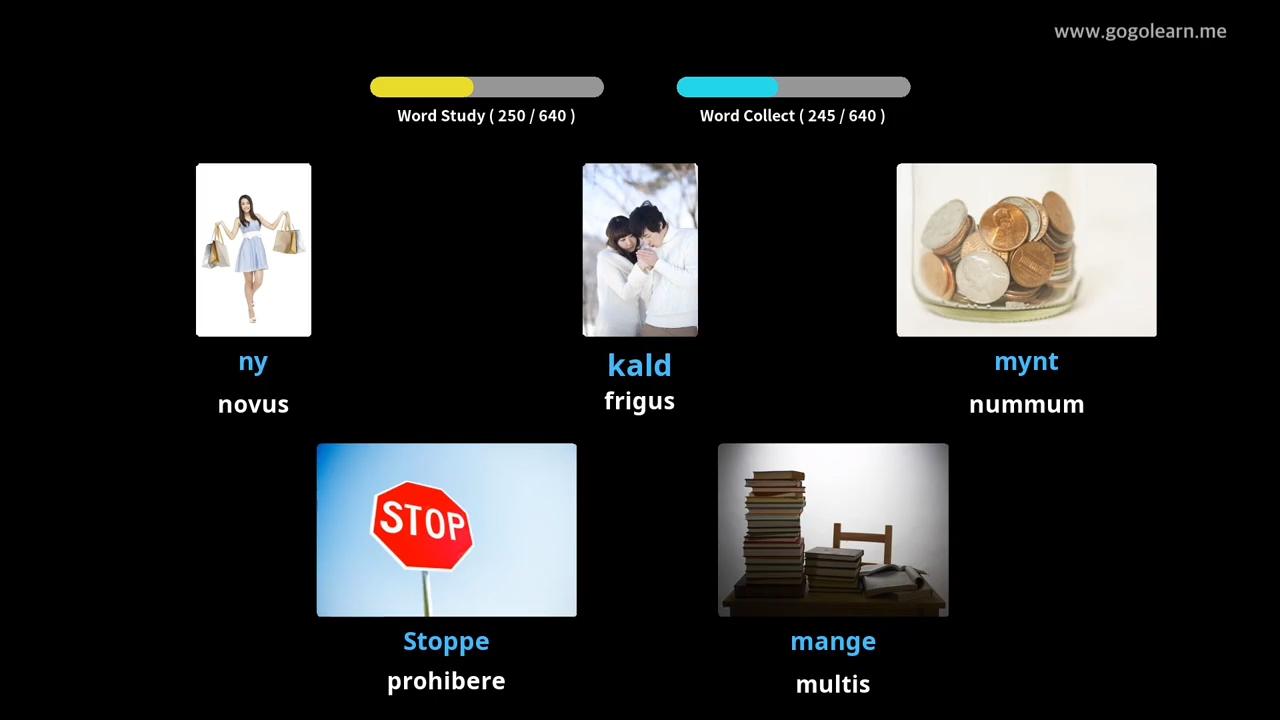 www.gogolearn.me
Word Study ( 250 / 640 )
Word Collect ( 245 / 640 )
ny
novus
kald
frigus
mynt
nummum
STOP
Stoppe
prohibere
mange
multis